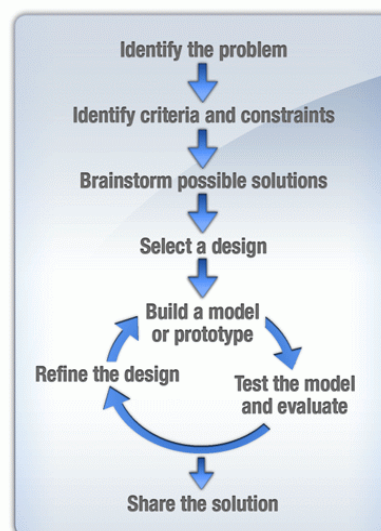 Identify the problem
Identify criteria and constraints
Brainstorm possible solutions
Select a design
Build a model
or prototype
Refine the design
Test the model
and evaluate
Share the solution